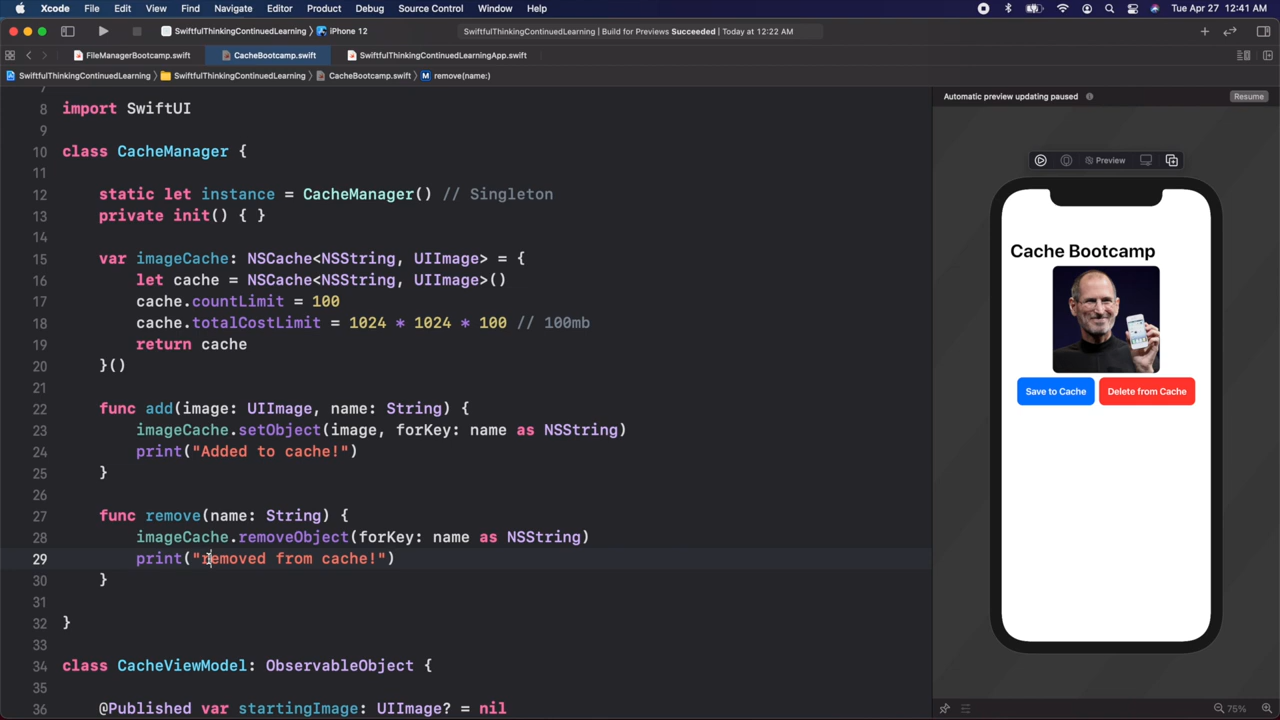 Xcode File Edit View Find Navigate Editor Product Debug Source Control Window Help Tue Apr 27 12:41 AM
SwiftfulThinkingContinuedLearning iPhone 12 SwiftfulThinkingContinuedLearning | Build for Previews Succeeded | Today at 12:22 AM
FileManagerBootcamp.swift CacheBootcamp.swift SwiftfulThinkingContinuedLearningApp.swift
SwiftfulThinkingContinuedLearning SwiftfulThinkingContinuedLearning CacheBootcamp.swift M remove(name:)
Automatic preview updating paused Resume
Preview
Cache Bootcamp
Save to Cache Delete from Cache
75%
7
8 import SwiftUI
9
10 class CacheManager {
11
12 static let instance = CacheManager() // Singleton
13 private init() { }
14
15 var imageCache: NSCache<NSString, UIImage> = {
16 let cache = NSCache<NSString, UIImage>()
17 cache.countLimit = 100
18 cache.totalCostLimit = 1024 * 1024 * 100 // 100mb
19 return cache
20 }()
21
22 func add(image: UIImage, name: String) {
23 imageCache.setObject(image, forKey: name as NSString)
24 print("Added to cache!")
25 }
26
27 func remove(name: String) {
28 imageCache.removeObject(forKey: name as NSString)
29 print("removed from cache!")
30 }
31
32 }
33
34 class CacheViewModel: ObservableObject {
35
36 @Published var startingImage: UIImage? = nil